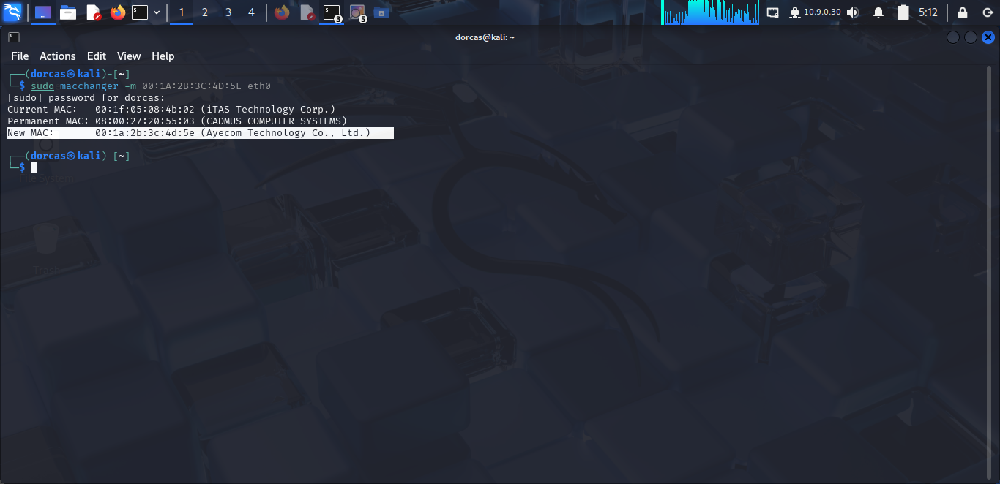 1 2 3 4 3 5 10.9.0.30 5:12
dorcas@kali: ~
File Actions Edit View Help
┌──(dorcas㉿kali)-[~]
└─$ sudo macchanger -m 00:1A:2B:3C:4D:5E eth0
[sudo] password for dorcas:
Current MAC:   00:1f:05:08:4b:02 (iTAS Technology Corp.)
Permanent MAC: 08:00:27:20:55:03 (CADMUS COMPUTER SYSTEMS)
New MAC:       00:1a:2b:3c:4d:5e (Ayecom Technology Co., Ltd.)
┌──(dorcas㉿kali)-[~]
└─$
File System
Trash